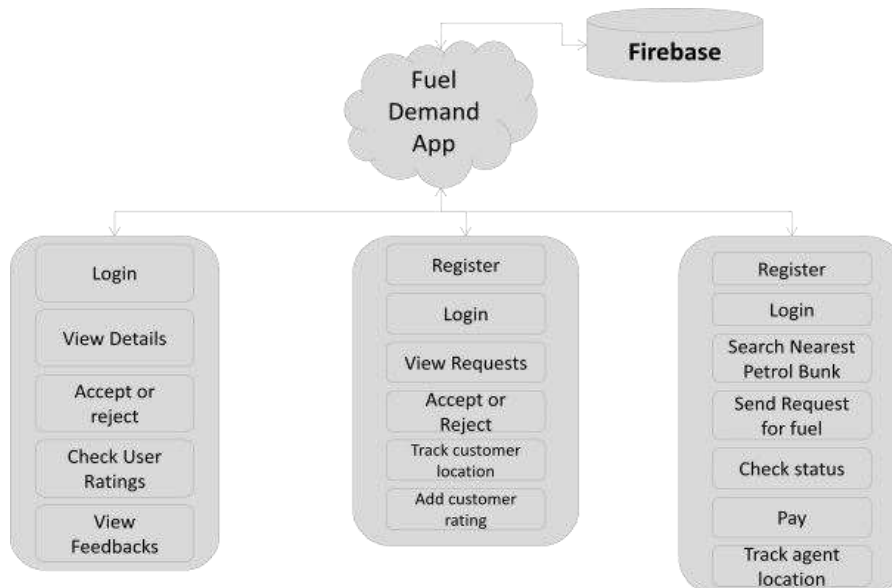 Firebase
Fuel
Demand
App
Login
View Details
Accept or
reject
Check User
Ratings
View
Feedbacks
Register
Login
View Requests
Accept or
Reject
Track customer
location
Add customer
rating
Register
Login
Search Nearest
Petrol Bunk
Send Request
for fuel
Check status
Pay
Track agent
location